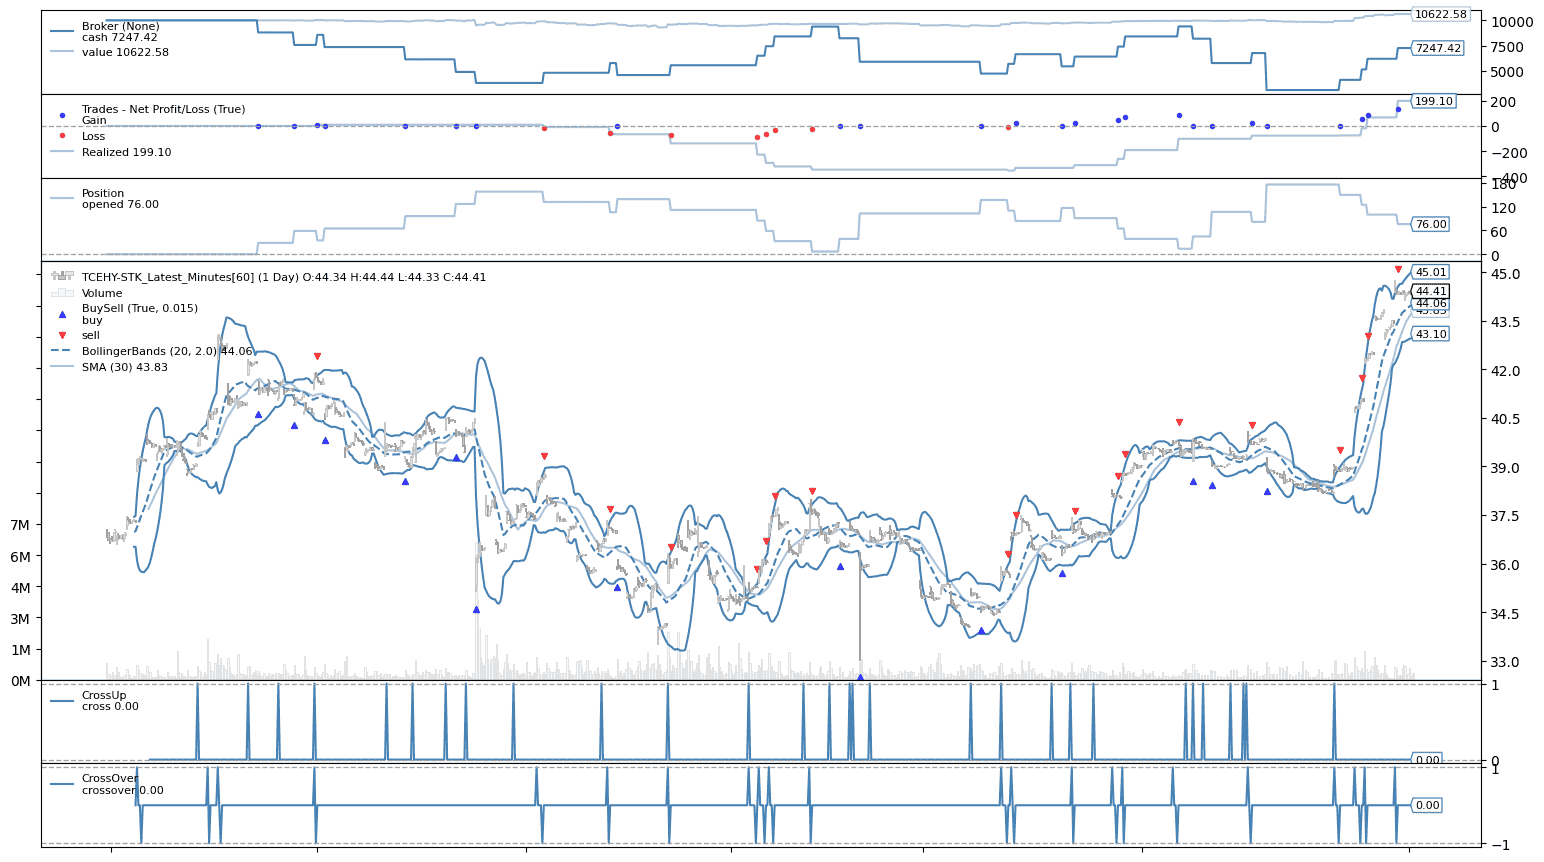 Broker (None)
cash 7247.42
value 10622.58
10622.58
10000
7500
7247.42
5000
Trades - Net Profit/Loss (True)
Gain
Loss
Realized 199.10
199.10
200
0
−200
−400
Position
opened 76.00
180
120
76.00
60
0
TCEHY-STK_Latest_Minutes[60] (1 Day) O:44.34 H:44.44 L:44.33 C:44.41
Volume
BuySell (True, 0.015)
buy
sell
BollingerBands (20, 2.0) 44.06
SMA (30) 43.83
45.01
45.0
44.41
44.06
43.83
43.5
43.10
42.0
40.5
39.0
37.5
36.0
34.5
33.0
7M
6M
4M
3M
1M
0M
CrossUp
cross 0.00
1
0.00
0
CrossOver
crossover 0.00
1
0.00
−1